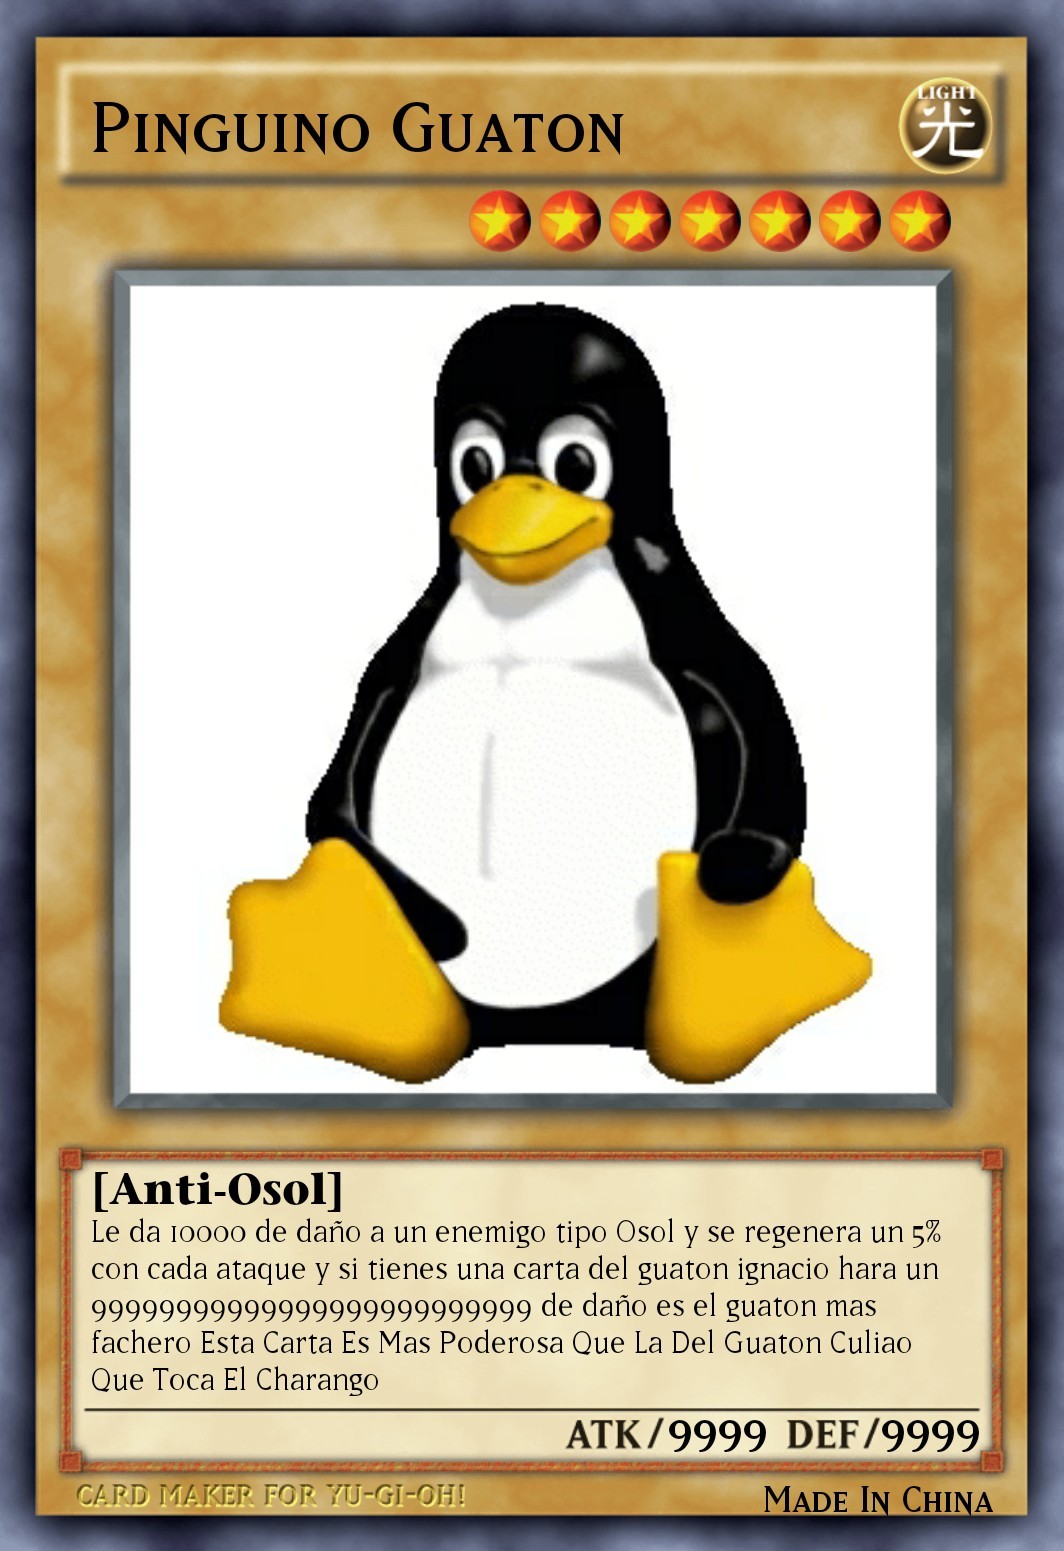 Pinguino Guaton
LIGHT
光
[Anti-Osol]
Le da 10000 de daño a un enemigo tipo Osol y se regenera un 5%
con cada ataque y si tienes una carta del guaton ignacio hara un
99999999999999999999999999 de daño es el guaton mas
fachero Esta Carta Es Mas Poderosa Que La Del Guaton Culiao
Que Toca El Charango
ATK/9999 DEF/9999
CARD MAKER FOR YU-GI-OH!
Made In China